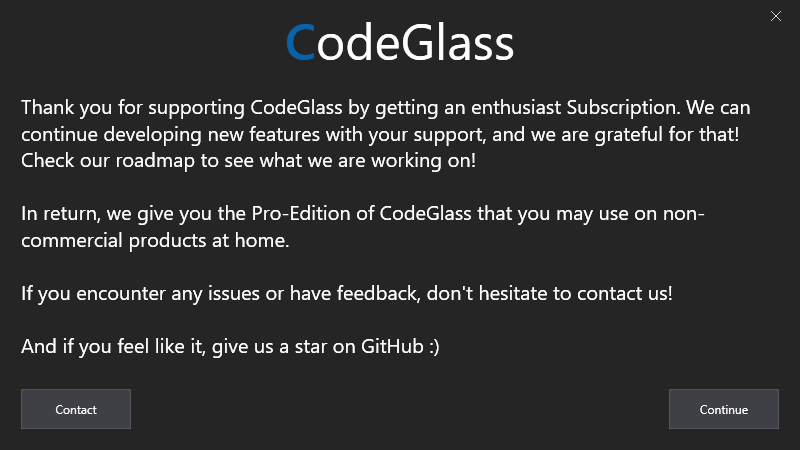 CodeGlass
Thank you for supporting CodeGlass by getting an enthusiast Subscription. We can
continue developing new features with your support, and we are grateful for that!
Check our roadmap to see what we are working on!
In return, we give you the Pro-Edition of CodeGlass that you may use on non-
commercial products at home.
If you encounter any issues or have feedback, don't hesitate to contact us!
And if you feel like it, give us a star on GitHub :)
Contact
Continue